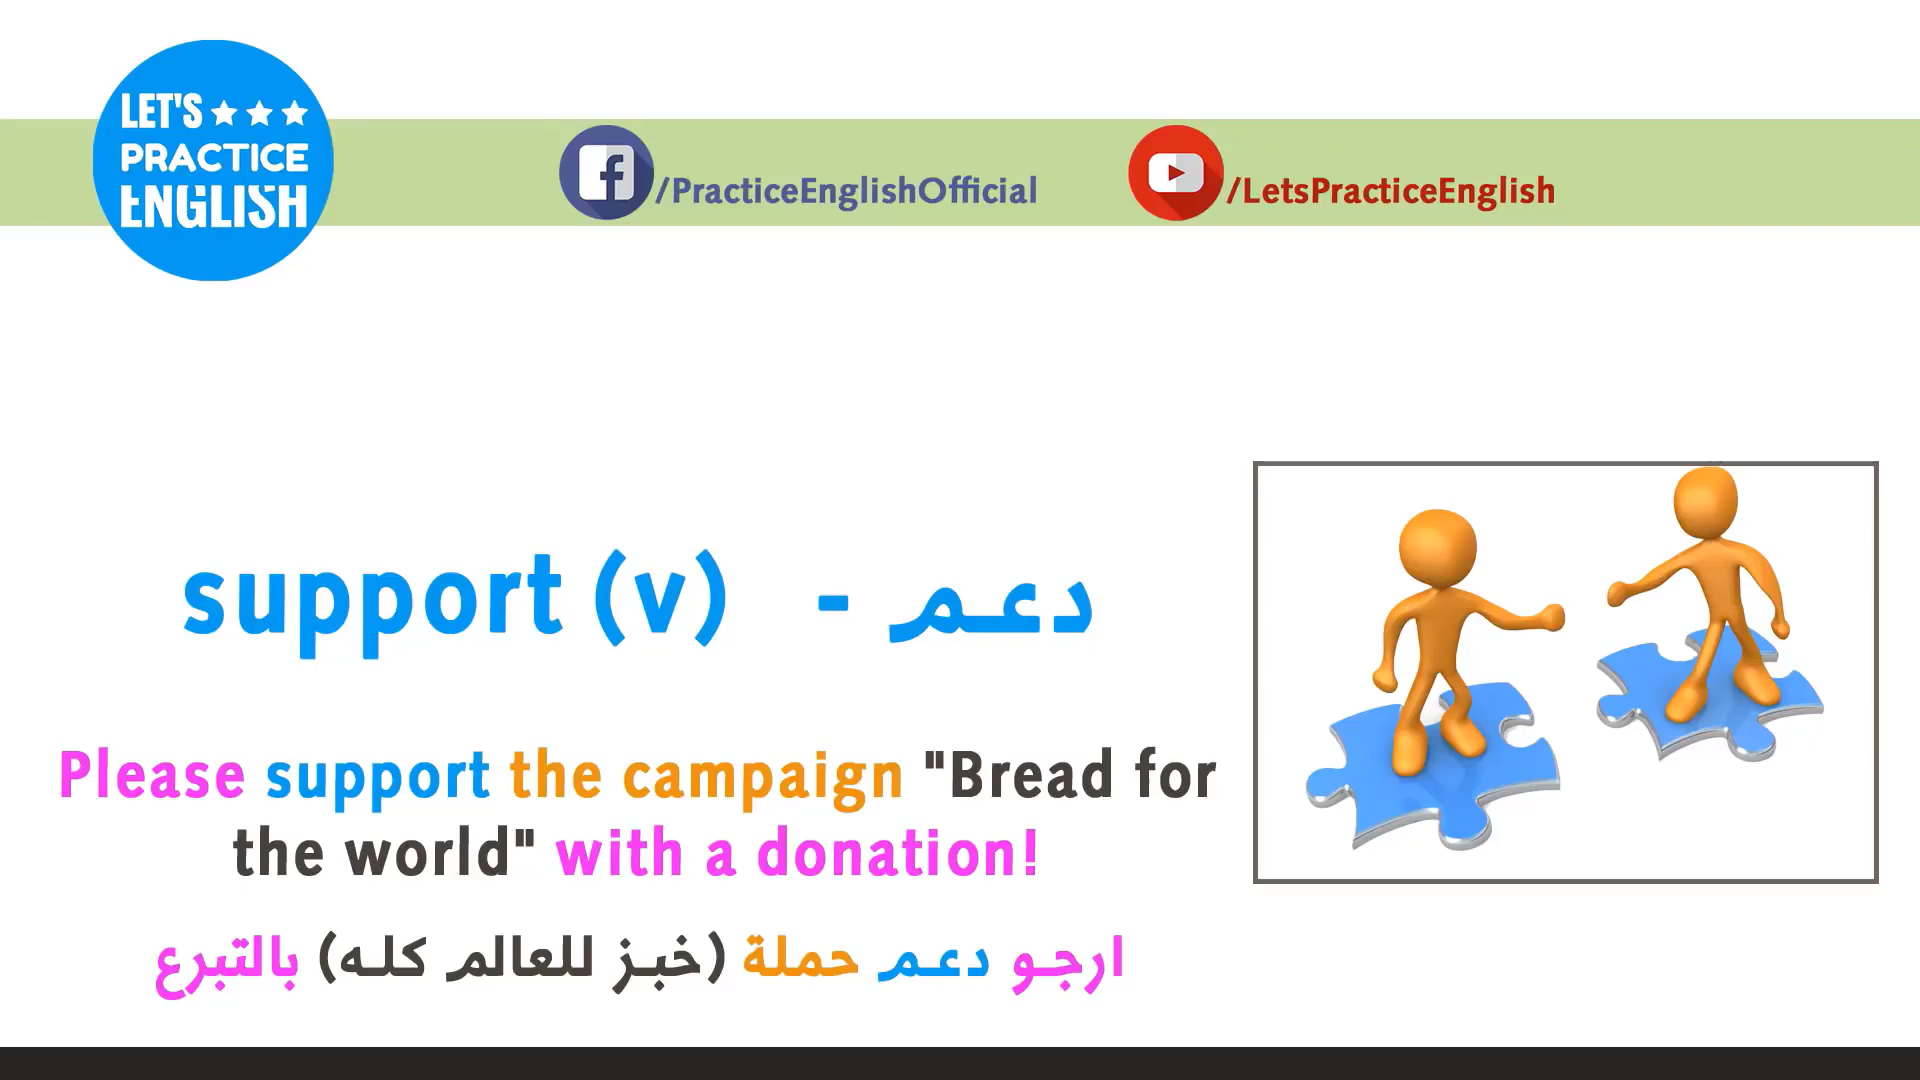 LET'S
PRACTICE
ENGLISH
/PracticeEnglishOfficial
/LetsPracticeEnglish
support (v) - دعم
Please support the campaign "Bread for
the world" with a donation!
ارجو دعم حملة (خبز للعالم كله) بالتبرع